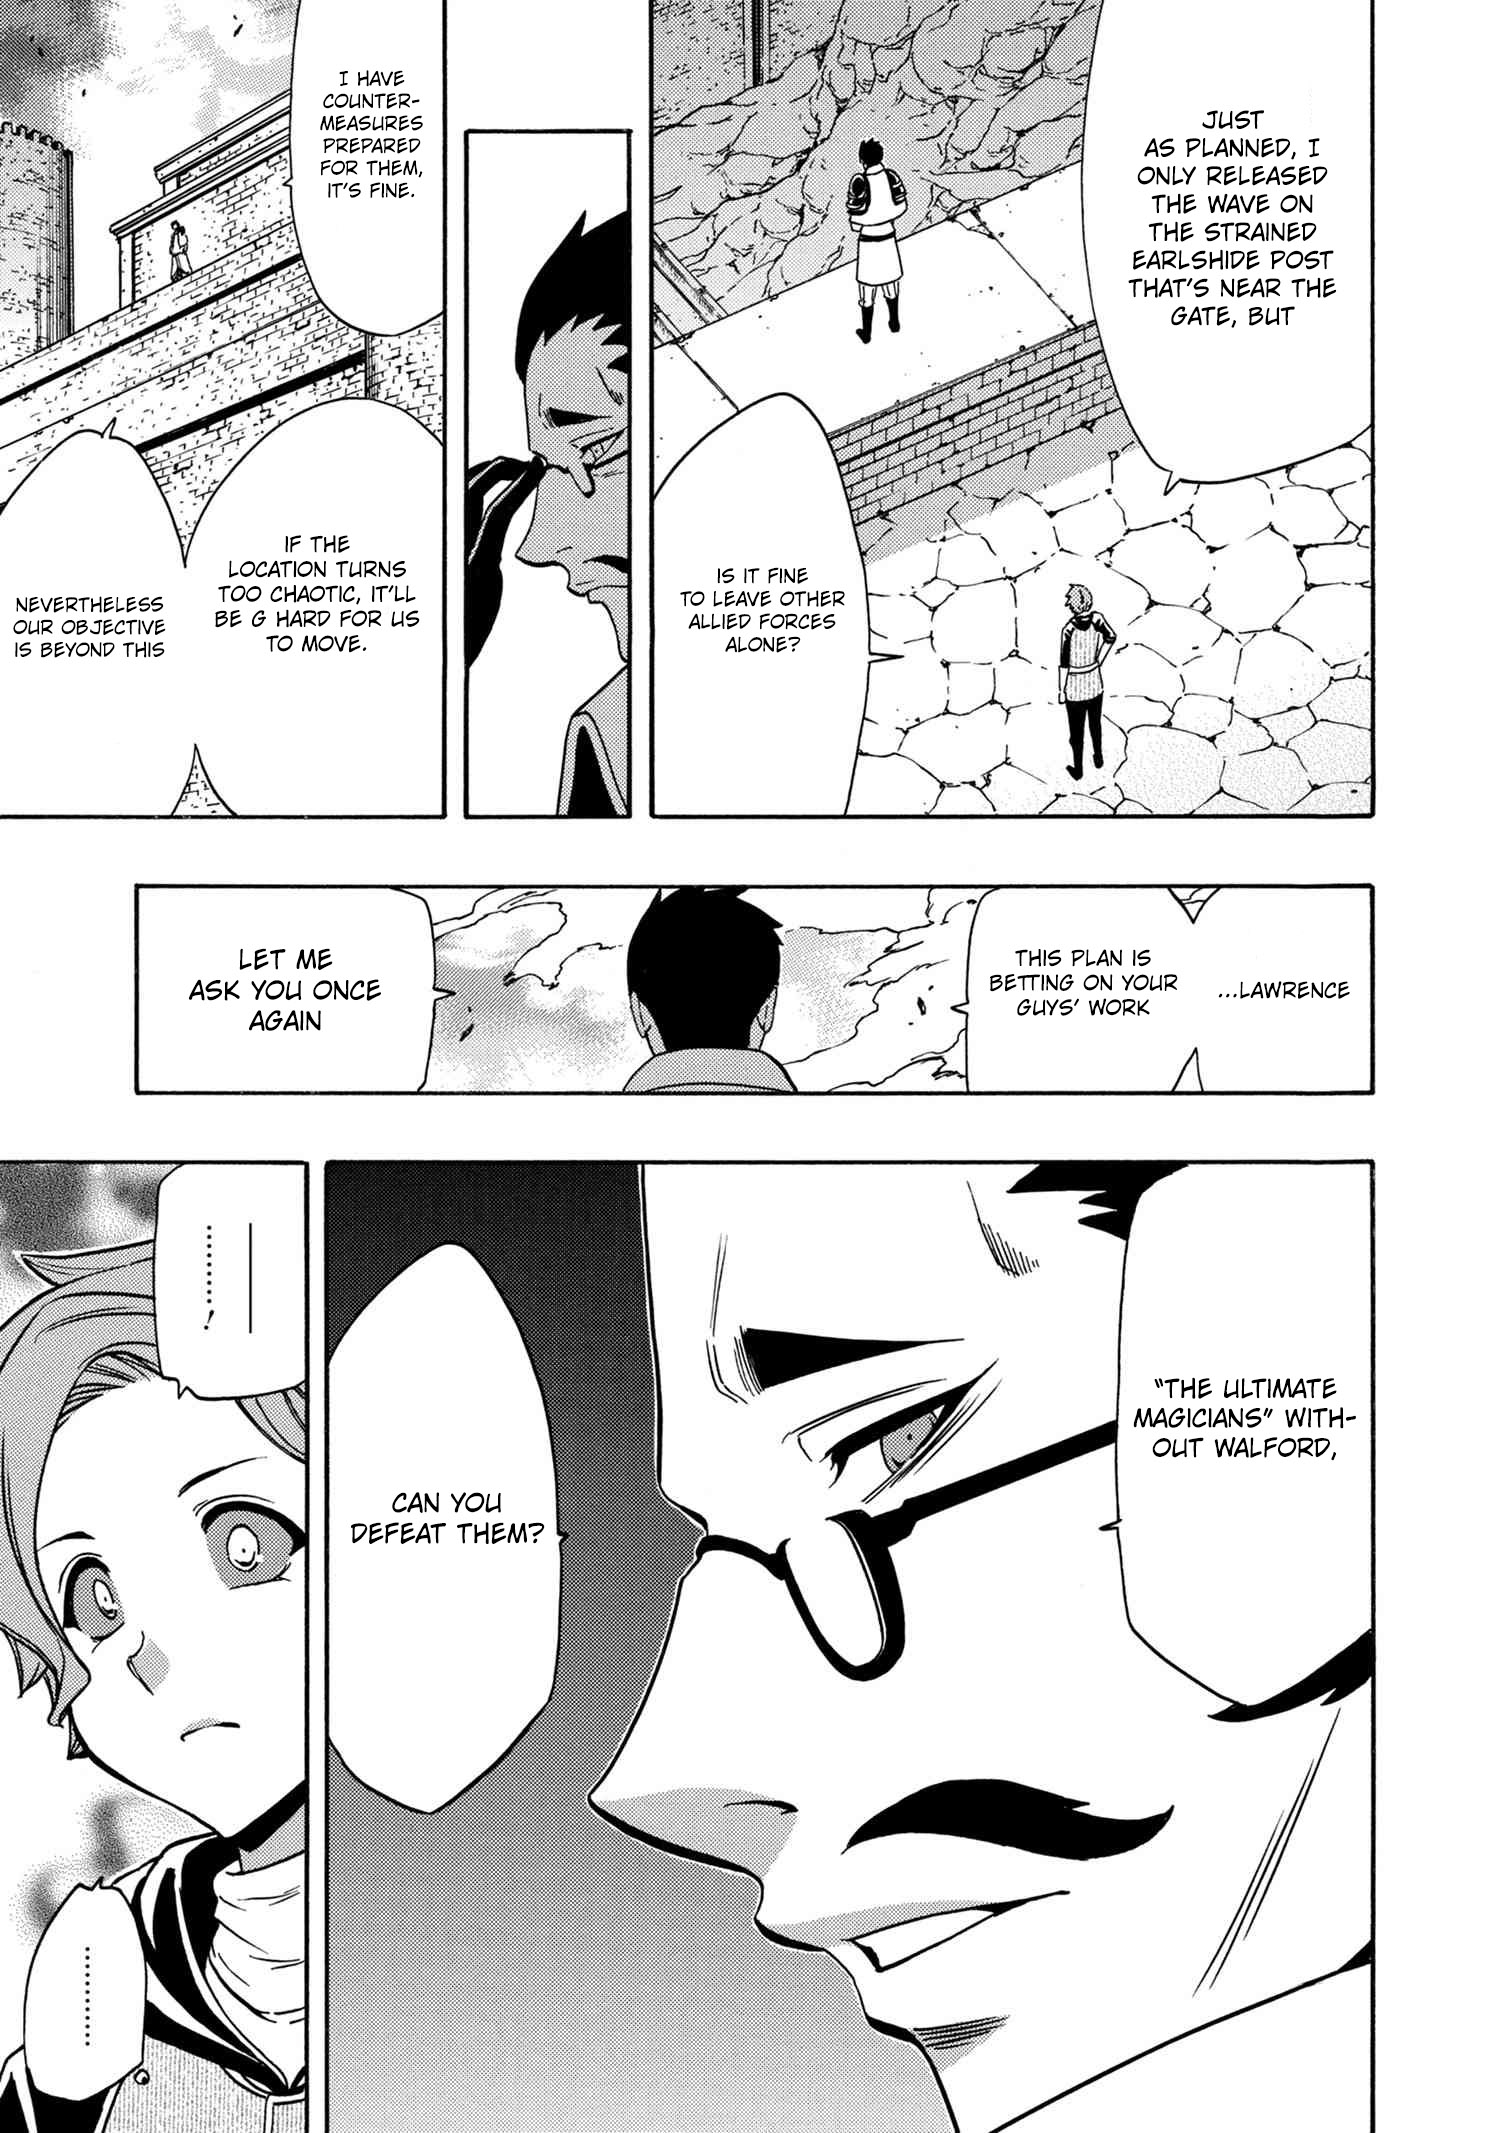 JUST
AS PLANNED, I
ONLY RELEASED
THE WAVE ON
THE STRAINED
EARLSHIDE POST
THAT'S NEAR THE
GATE, BUT
IS IT FINE
TO LEAVE OTHER
ALLIED FORCES
ALONE?
I HAVE
COUNTER-
MEASURES
PREPARED
FOR THEM,
IT'S FINE.
IF THE
LOCATION TURNS
TOO CHAOTIC, IT'LL
BE G HARD FOR US
TO MOVE.
NEVERTHELESS
OUR OBJECTIVE
IS BEYOND THIS
...LAWRENCE
THIS PLAN IS
BETTING ON YOUR
GUYS' WORK
LET ME
ASK YOU ONCE
AGAIN
"THE ULTIMATE
MAGICIANS" WITH-
OUT WALFORD,
CAN YOU
DEFEAT THEM?